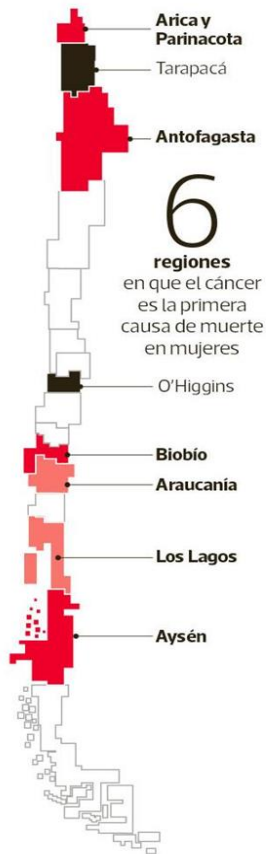 Arica y
Parinacota
Tarapacá
Antofagasta
6
regiones
en que el cáncer
es la primera
causa de muerte
en mujeres
O'Higgins
Biobío
Araucanía
Los Lagos
Aysén